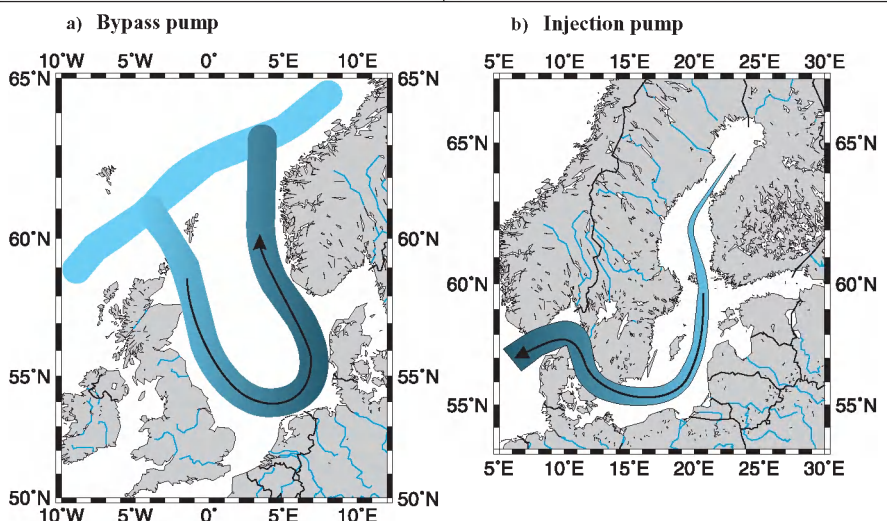 a) Bypass pump
10°W 5°W 0° 5°E 10°E
65°N 65°N
60°N 60°N
55°N 55°N
50°N 50°N
10°W 5°W 0° 5°E 10°E
b) Injection pump
5°E 10°E 15°E 20°E 25°E 30°E
65°N 65°N
60°N 60°N
55°N 55°N
5°E 10°E 15°E 20°E 25°E 30°E